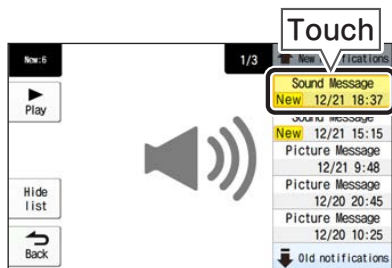 Touch
New:6
1/3
New notifications
Play
Sound Message
New 12/21 18:37
Sound Message
New 12/21 15:15
Picture Message
12/21 9:48
Hide
list
Picture Message
12/20 20:45
Picture Message
12/20 10:25
Back
Old notifications